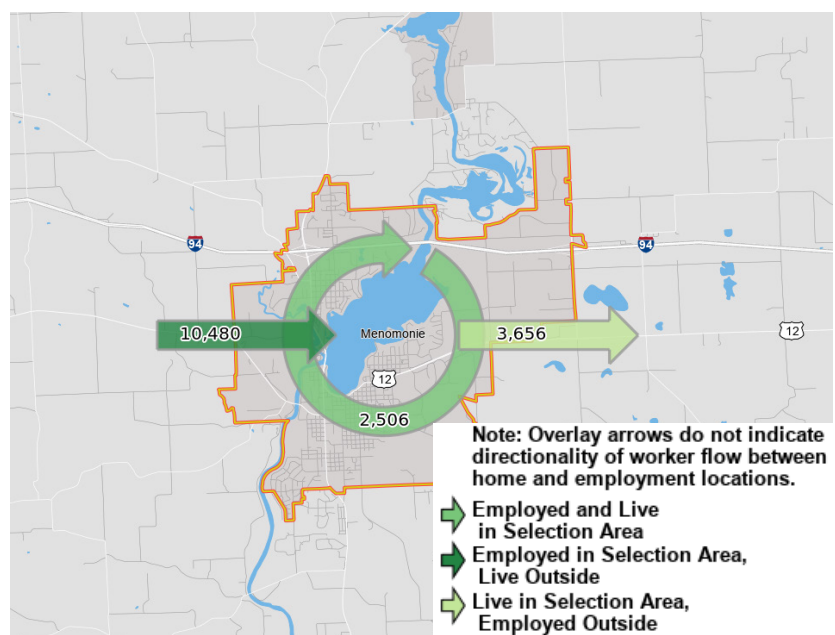 94
94
10,480
Menomonie
3,656
12
12
2,506
Note: Overlay arrows do not indicate
directionality of worker flow between
home and employment locations.
Employed and Live
in Selection Area
Employed in Selection Area,
Live Outside
Live in Selection Area,
Employed Outside